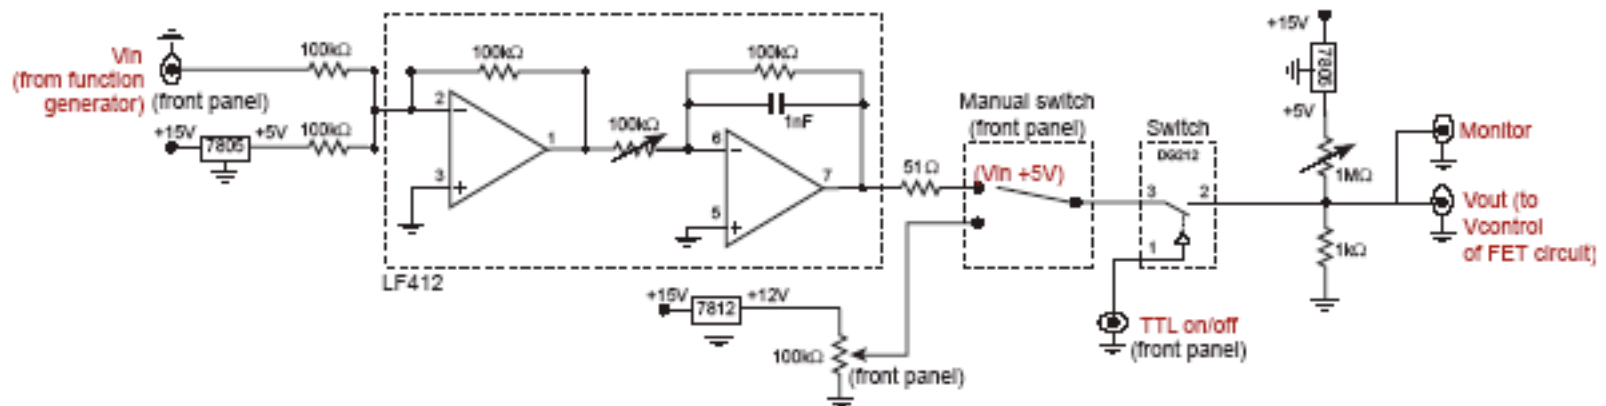 Vin
(from function
generator)
(front panel)
100kΩ
+15V
7805
+5V
100kΩ
100kΩ
2
3
1
100kΩ
100kΩ
1nF
6
5
7
LF412
51Ω
Manual switch
(front panel)
(Vin +5V)
Switch
DG212
3
2
1
+15V
7812
+12V
100kΩ
(front panel)
TTL on/off
(front panel)
+15V
7805
+5V
1MΩ
1kΩ
Monitor
Vout (to
Vcontrol
of FET circuit)